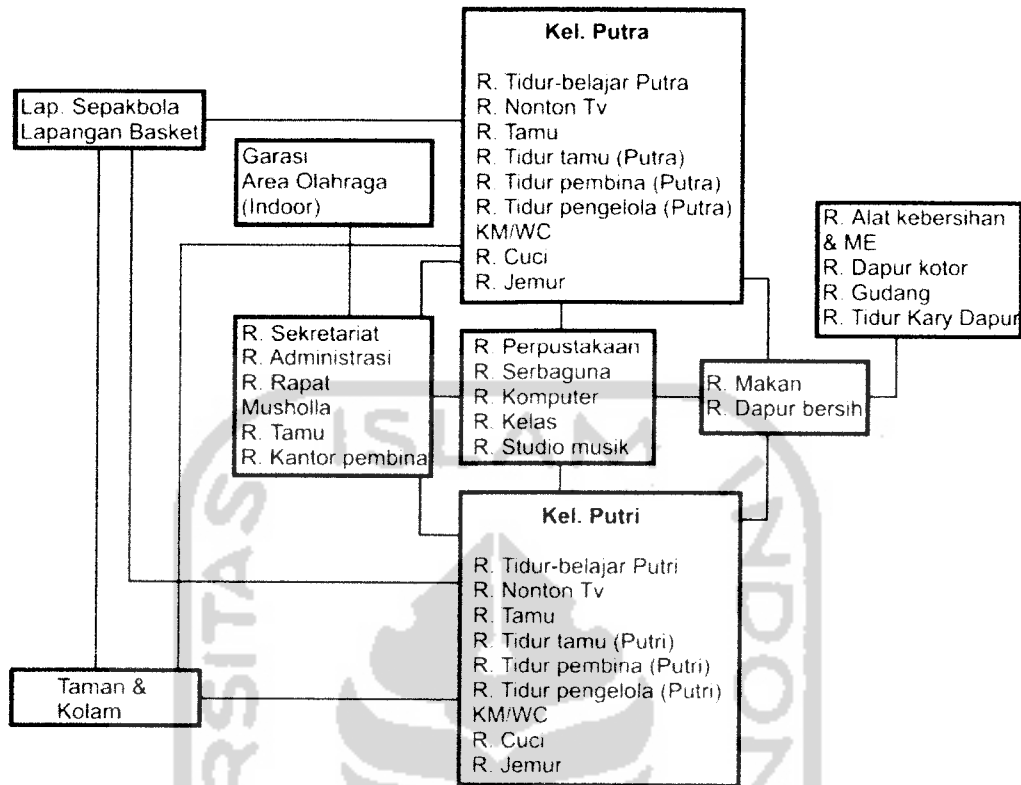 Kel. Putra
R. Tidur-belajar Putra
R. Nonton Tv
R. Tamu
R. Tidur tamu (Putra)
R. Tidur pembina (Putra)
R. Tidur pengelola (Putra)
KM/WC
R. Cuci
R. Jemur
Lap. Sepakbola
Lapangan Basket
Garasi
Area Olahraga
(Indoor)
R. Alat kebersihan
& ME
R. Dapur kotor
R. Gudang
R. Tidur Kary Dapur
R. Sekretariat
R. Administrasi
R. Rapat
Musholla
R. Tamu
R. Kantor pembina
R. Perpustakaan
R. Serbaguna
R. Komputer
R. Kelas
R. Studio musik
R. Makan
R. Dapur bersih
Kel. Putri
R. Tidur-belajar Putri
R. Nonton Tv
R. Tamu
R. Tidur tamu (Putri)
R. Tidur pembina (Putri)
R. Tidur pengelola (Putri)
KM/WC
R. Cuci
R. Jemur
Taman &
Kolam
ISLAM
RSITAS
NDON